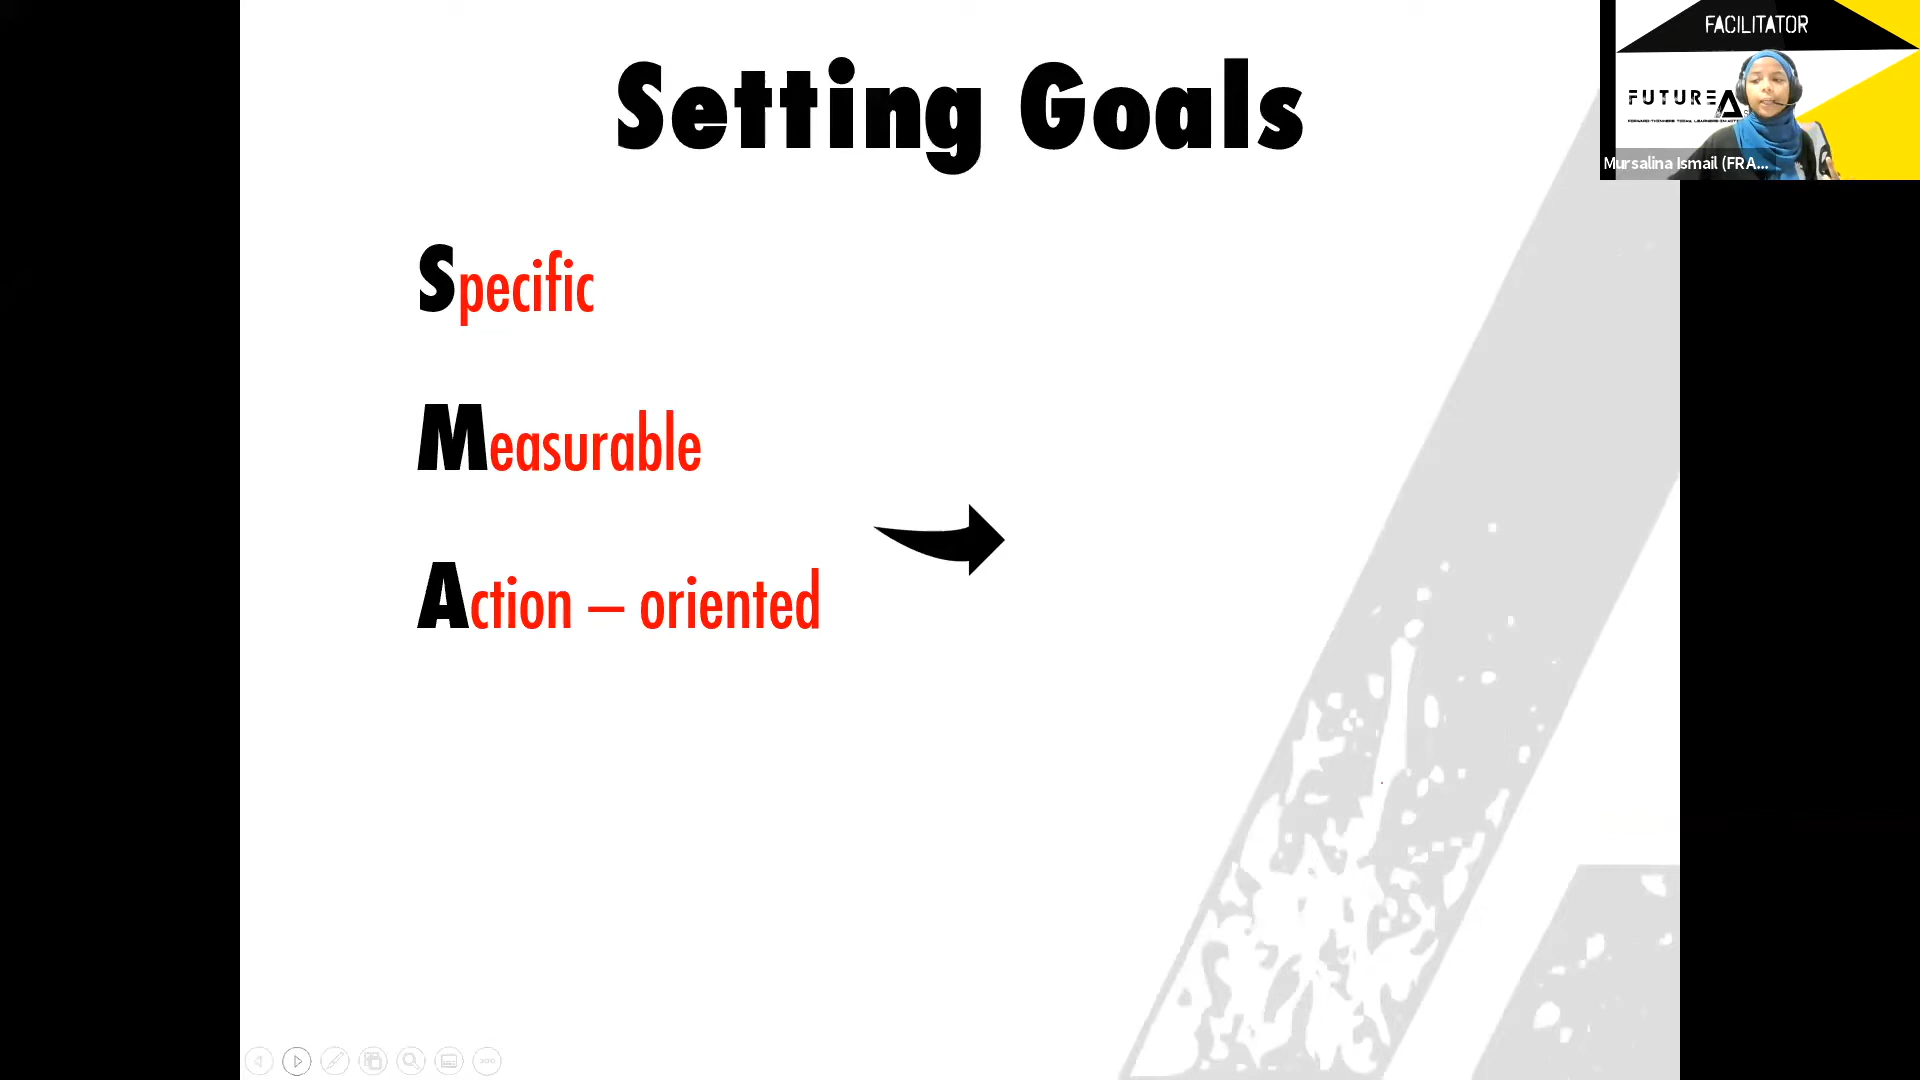 Setting Goals
FACILITATOR
FUTURE
Mursalina Ismail (FRA...
Specific
Measurable
Action – oriented